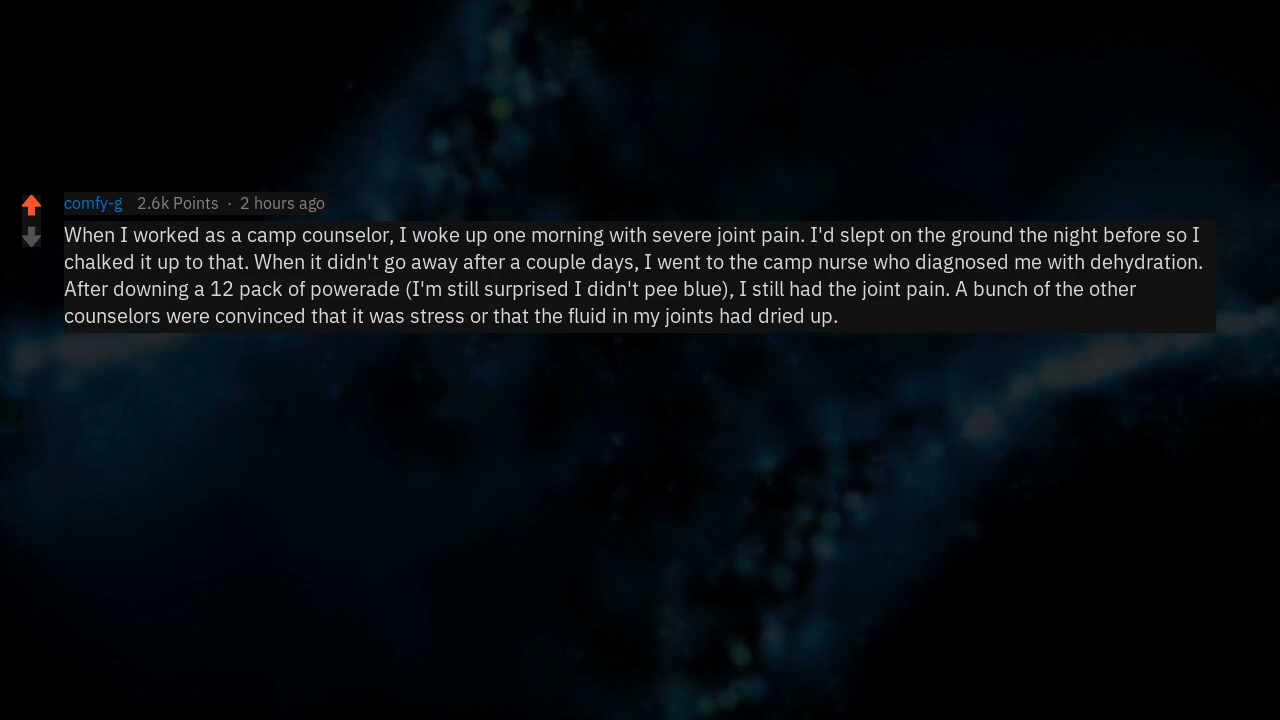 comfy-g 2.6k Points · 2 hours ago
When I worked as a camp counselor, I woke up one morning with severe joint pain. I'd slept on the ground the night before so I
chalked it up to that. When it didn't go away after a couple days, I went to the camp nurse who diagnosed me with dehydration.
After downing a 12 pack of powerade (I'm still surprised I didn't pee blue), I still had the joint pain. A bunch of the other
counselors were convinced that it was stress or that the fluid in my joints had dried up.